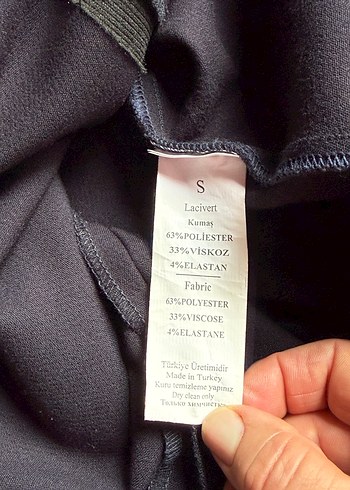 S
Lacivert
Kumaş
63%POLİESTER
33%VİSKOZ
4%ELASTAN
Fabric
63%POLYESTER
33%VISCOSE
4%ELASTANE
Türkiye Üretimidir
Made in Turkey
Kuru temizleme yapınız
Dry clean only
Только